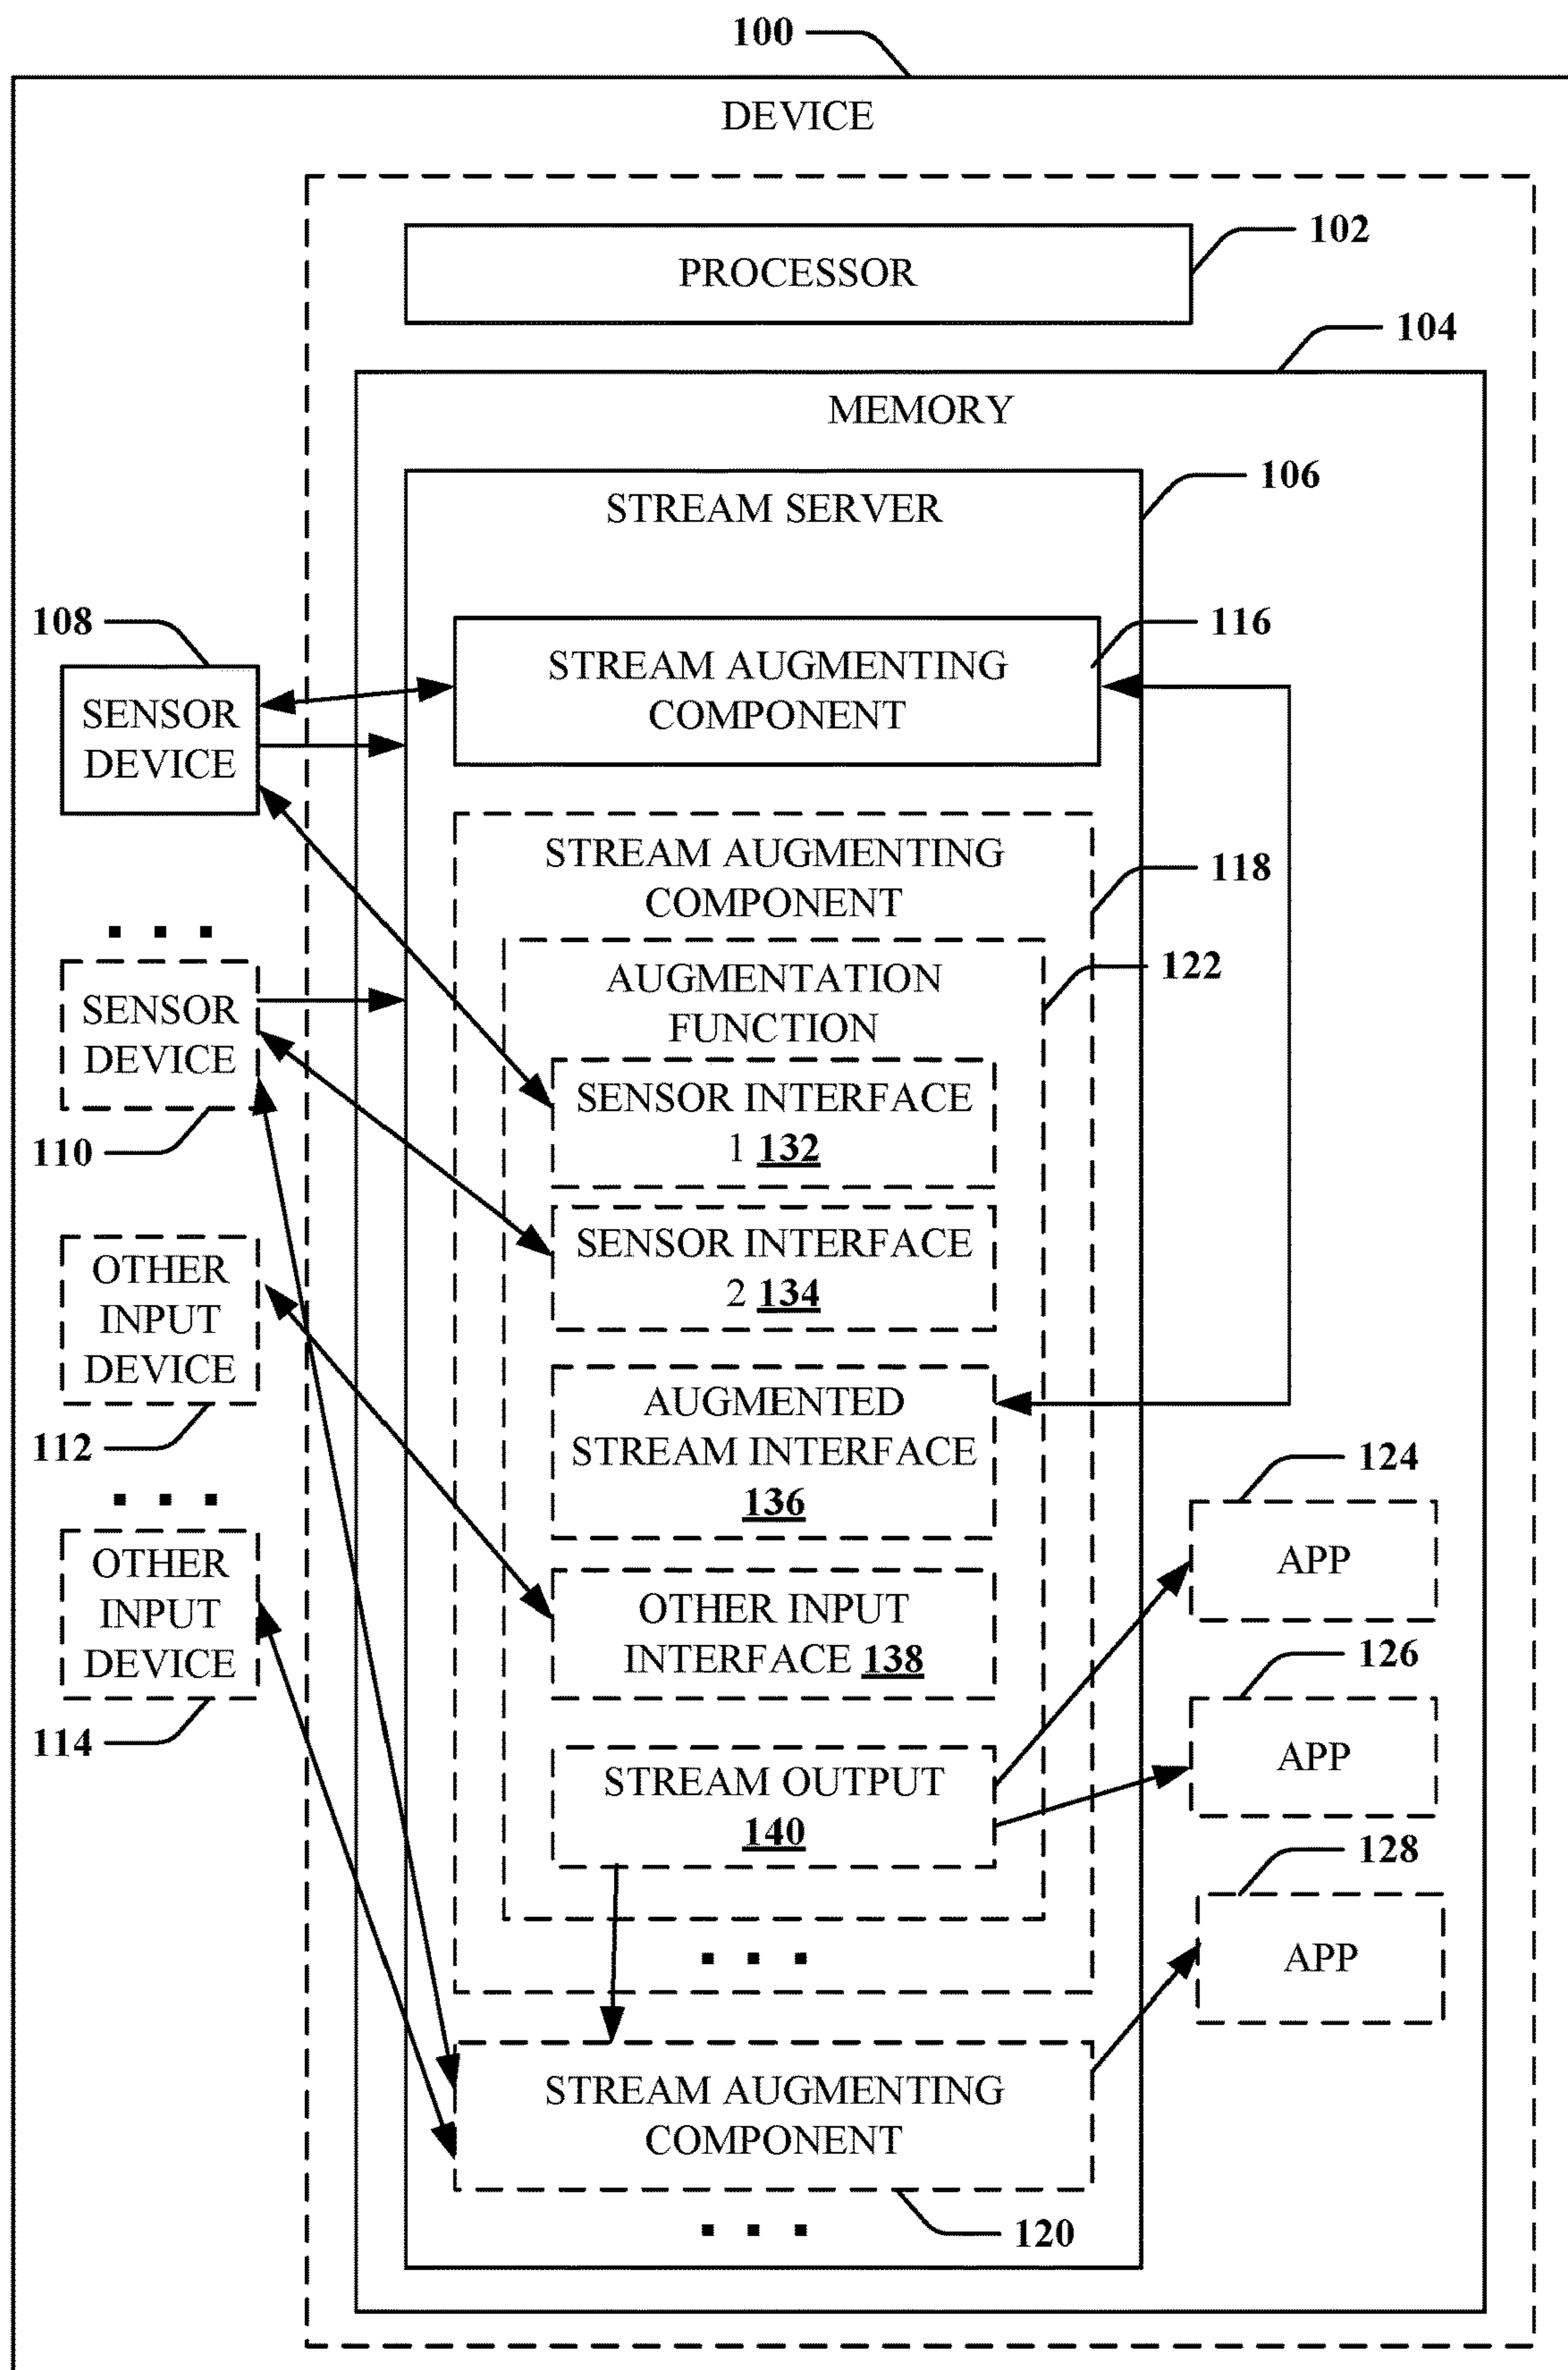 100
DEVICE
PROCESSOR
102
104
MEMORY
STREAM SERVER
106
108
SENSOR
DEVICE
STREAM AUGMENTING
COMPONENT
116
STREAM AUGMENTING
COMPONENT
118
. . .
SENSOR
DEVICE
110
AUGMENTATION
FUNCTION
122
SENSOR INTERFACE
1 132
SENSOR INTERFACE
2 134
OTHER
INPUT
DEVICE
112
AUGMENTED
STREAM INTERFACE
136
. . .
OTHER
INPUT
DEVICE
114
OTHER INPUT
INTERFACE 138
STREAM OUTPUT
140
. . .
124
APP
126
APP
128
APP
STREAM AUGMENTING
COMPONENT
120
. . .